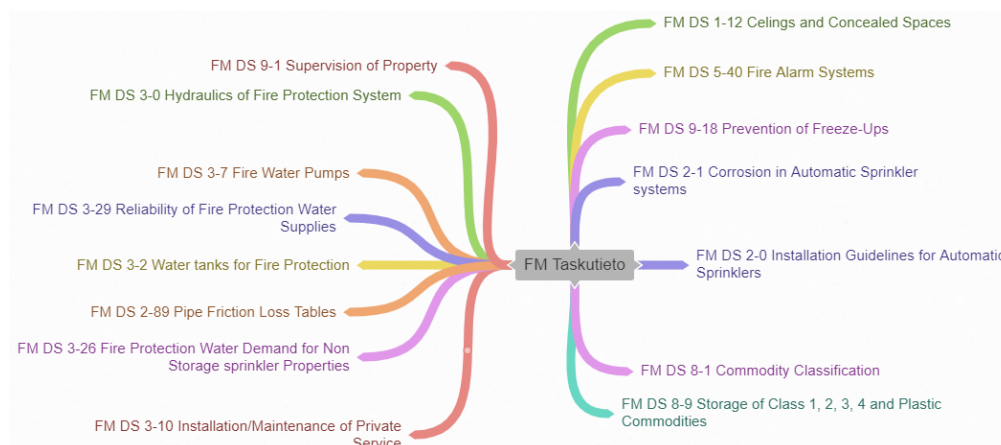 FM DS 9-1 Supervision of Property
FM DS 3-0 Hydraulics of Fire Protection System
FM DS 3-7 Fire Water Pumps
FM DS 3-29 Reliability of Fire Protection Water
Supplies
FM DS 3-2 Water tanks for Fire Protection
FM DS 2-89 Pipe Friction Loss Tables
FM DS 3-26 Fire Protection Water Demand for Non
Storage sprinkler Properties
FM DS 3-10 Installation/Maintenance of Private
Service
FM Taskutieto
FM DS 1-12 Celings and Concealed Spaces
FM DS 5-40 Fire Alarm Systems
FM DS 9-18 Prevention of Freeze-Ups
FM DS 2-1 Corrosion in Automatic Sprinkler
systems
FM DS 2-0 Installation Guidelines for Automatic
Sprinklers
FM DS 8-1 Commodity Classification
FM DS 8-9 Storage of Class 1, 2, 3, 4 and Plastic
Commodities